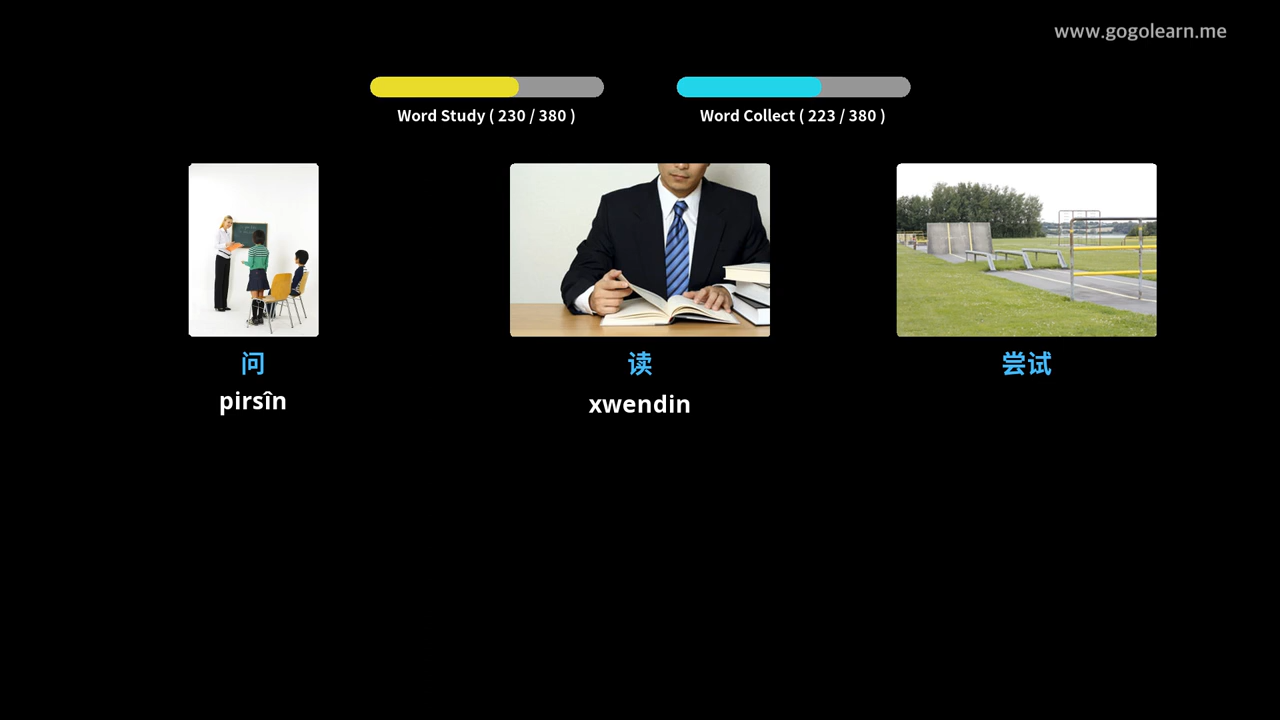 www.gogolearn.me
Word Study ( 230 / 380 )
Word Collect ( 223 / 380 )
问
读
尝试
pirsîn
xwendin